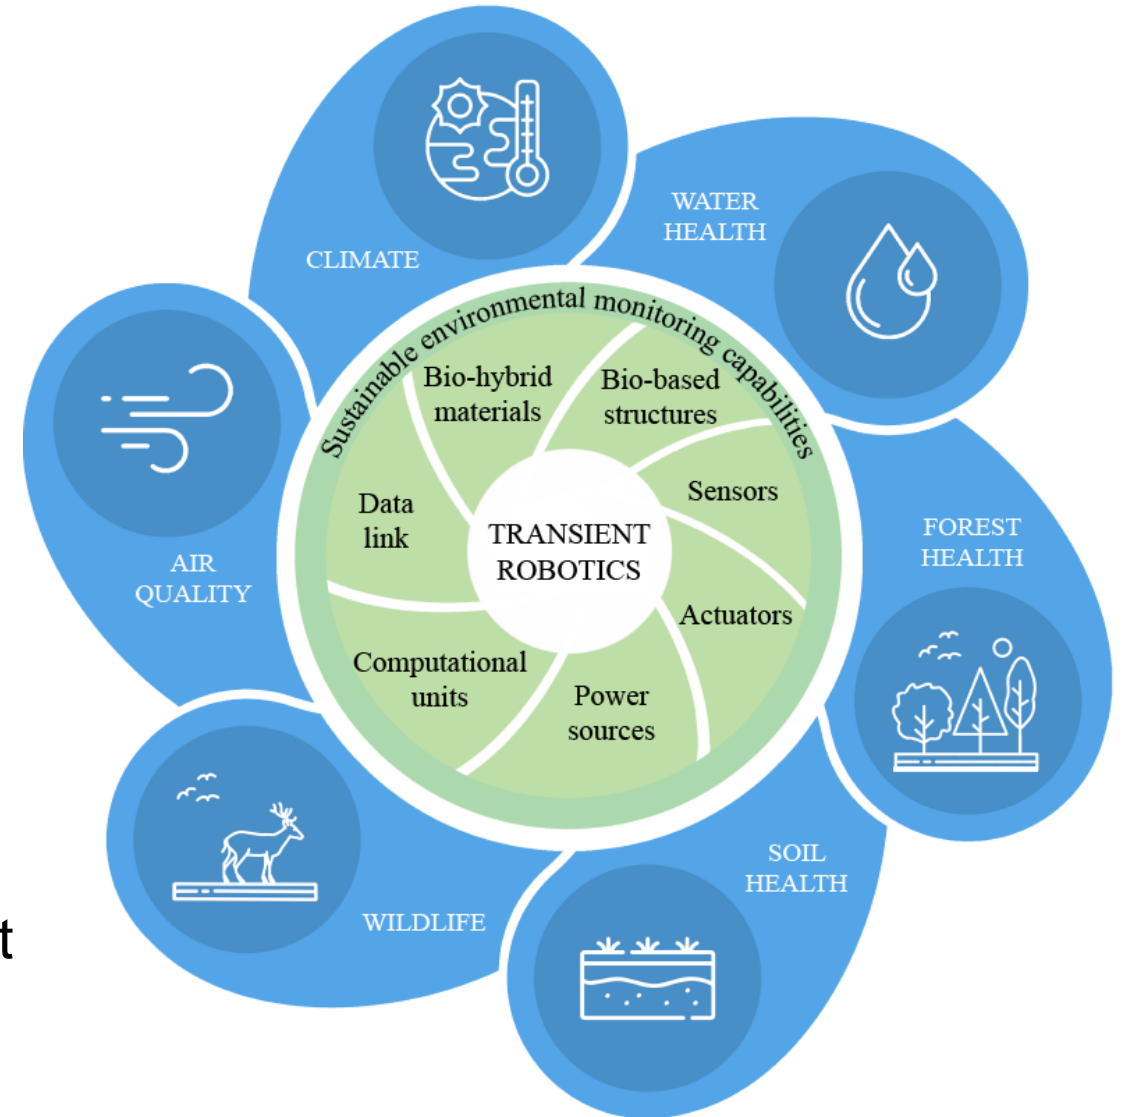 CLIMATE
WATER
HEALTH
Sustainable environmental monitoring capabilities
Bio-hybrid
materials
Bio-based
structures
Sensors
Data
link
TRANSIENT
ROBOTICS
FOREST
HEALTH
AIR
QUALITY
Actuators
Computational
units
Power
sources
SOIL
HEALTH
WILDLIFE
t